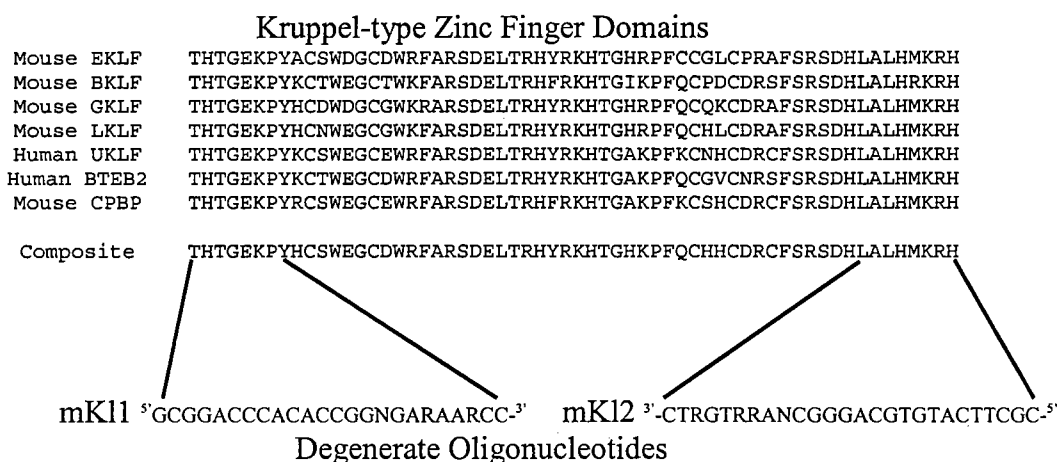 Kruppel-type Zinc Finger Domains
Mouse EKLF THTGEKPYACSWDGCDWRFARSDELTRHYRKHTGHRPFCCGLCPRAFSRSDHLALHMKRH
Mouse BKLF THTGEKPYKCTWEGCTWKFARSDELTRHFRKHTGIKPFQCPDCDRSFSRSDHLALHRKRH
Mouse GKLF THTGEKPYHCDWDGCGWKRARSDELTRHYRKHTGHRPFQCQKCDRAFSRSDHLALHMKRH
Mouse LKLF THTGEKPYHCNWEGCGWKFARSDELTRHYRKHTGHRPFQCHLCDRAFSRSDHLALHMKRH
Human UKLF THTGEKPYKCSWEGCEWRFARSDELTRHYRKHTGAKPFKCNHCDRCFSRSDHLALHMKRH
Human BTEB2 THTGEKPYKCTWEGCDWRFARSDELTRHYRKHTGAKPFQCGVCNRSFSRSDHLALHMKRH
Mouse CPBP THTGEKPYRCSWEGCEWRFARSDELTRHFRKHTGAKPFKCSHCDRCFSRSDHLALHMKRH
Composite THTGEKPYHCSWEGCDWRFARSDELTRHYRKHTGHKPFQCHHCDRCFSRSDHLALHMKRH
mKl1 5'GCGGACCCACACCGGNGARAARCC-3' mKl2 3'-CTRGTRRANCGGGACGTGTACTTCGC-5'
Degenerate Oligonucleotides